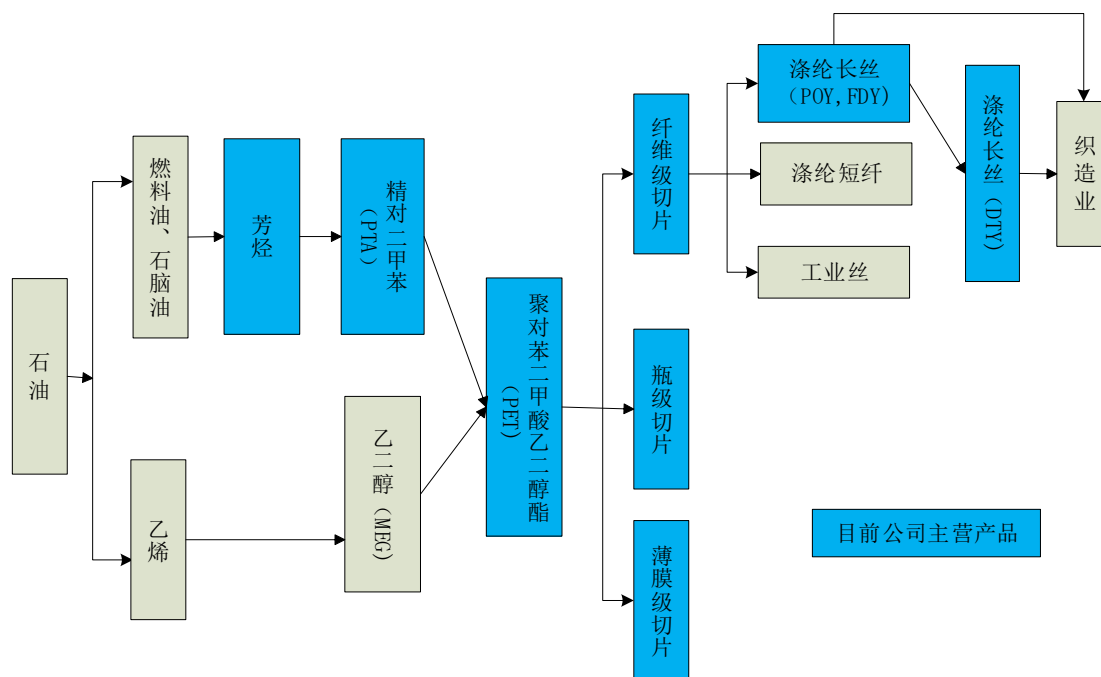 石油
燃料油、石脑油
乙烯
芳烃
精对二甲苯
(PTA)
乙二醇(MEG)
聚对苯二甲酸乙二醇酯
(PET)
纤维级切片
瓶级切片
薄膜级切片
涤纶长丝
(POY,FDY)
涤纶短纤
工业丝
涤纶长丝(DTY)
织造业
目前公司主营产品